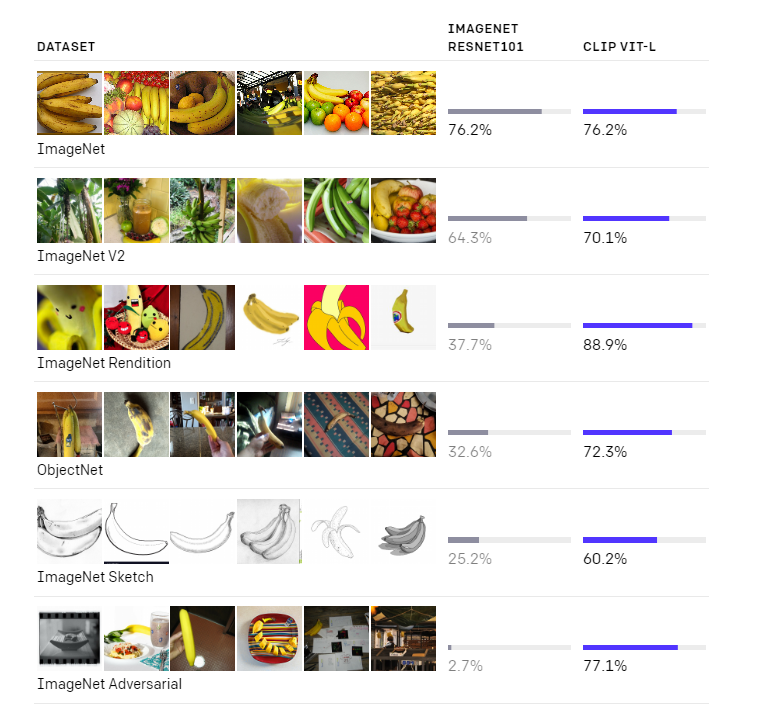 IMAGENET
DATASET RESNET101 CLIP VIT-L
76.2% 76.2%
ImageNet
64.3% 70.1%
ImageNet V2
37.7% 88.9%
ImageNet Rendition
32.6% 72.3%
ObjectNet
25.2% 60.2%
ImageNet Sketch
2.7% 77.1%
ImageNet Adversarial